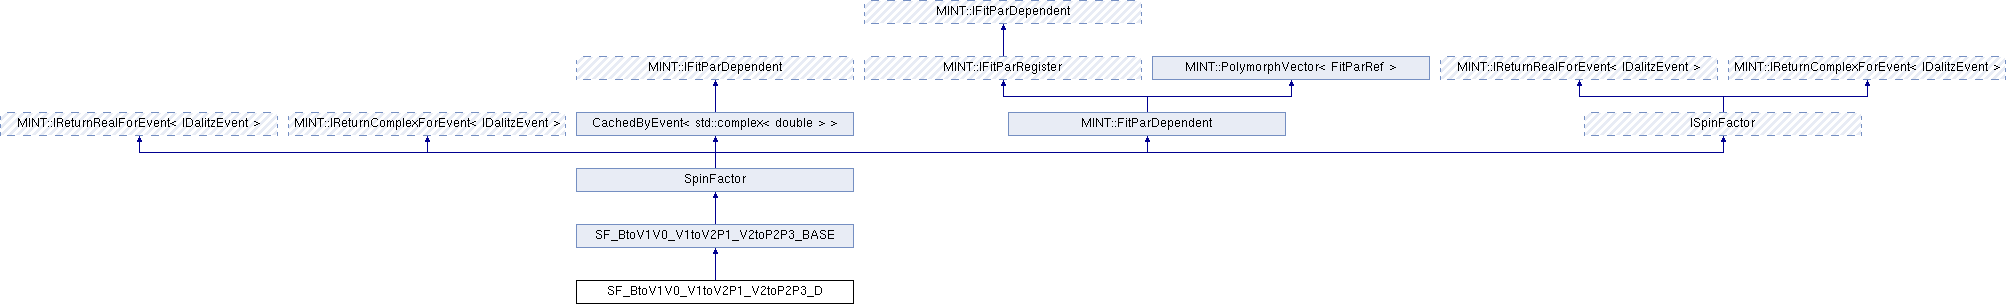 MINT::IFitParDependent
MINT::IFitParDependent
MINT::IFitParRegister
MINT::PolymorphVector< FitParRef >
MINT::IReturnRealForEvent< IDalitzEvent >
MINT::IReturnComplexForEvent< IDalitzEvent >
MINT::IReturnRealForEvent< IDalitzEvent >
MINT::IReturnComplexForEvent< IDalitzEvent >
CachedByEvent< std::complex< double > >
MINT::FitParDependent
ISpinFactor
SpinFactor
SF_BtoV1V0_V1toV2P1_V2toP2P3_BASE
SF_BtoV1V0_V1toV2P1_V2toP2P3_D